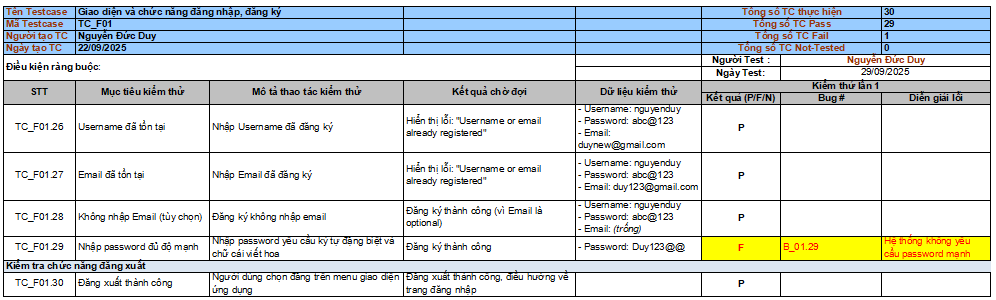 Tên Testcase Giao diện và chức năng đăng nhập, đăng ký Tổng số TC thực hiện 30
Mã Testcase TC_F01 Tổng số TC Pass 29
Người tạo TC Nguyễn Đức Duy Tổng số TC Fail 1
Ngày tạo TC 22/09/2025 Tổng số TC Not-Tested 0
Điều kiện ràng buộc: Người Test : Nguyễn Đức Duy
Ngày Test : 29/09/2025
STT Mục tiêu kiểm thử Mô tả thao tác kiểm thử Kết quả chờ đợi Dữ liệu kiểm thử Kiểm thử lần 1
Kết quả (P/F/N) Bug # Diễn giải lỗi
TC_F01.26 Username đã tồn tại Nhập Username đã đăng ký Hiển thị lỗi: "Username or email
already registered"
- Username: nguyenduy
- Password: abc@123
- Email:
duynew@gmail.com
P
TC_F01.27 Email đã tồn tại Nhập Email đã đăng ký Hiển thị lỗi: "Username or email
already registered"
- Username: nguyenduy
- Password: abc@123
- Email: duy123@gmail.com
P
TC_F01.28 Không nhập Email (tùy chọn) Đăng ký không nhập email Đăng ký thành công (vì Email là
optional)
- Username: nguyenduy
- Password: abc@123
- Email: (trống)
P
TC_F01.29 Nhập password đủ độ mạnh Nhập password yêu cầu ký tự đặng biệt và
chữ cái viết hoa
Đăng ký thành công - Password: Duy123@@ F B_01.29 Hệ thống không yêu
cầu password mạnh
Kiểm tra chức năng đăng xuất
TC_F01.30 Đăng xuất thành công Người dùng chọn đăng trên menu giao diện
ứng dụng
Đăng xuất thành công, điều hướng về
trang đăng nhập
P